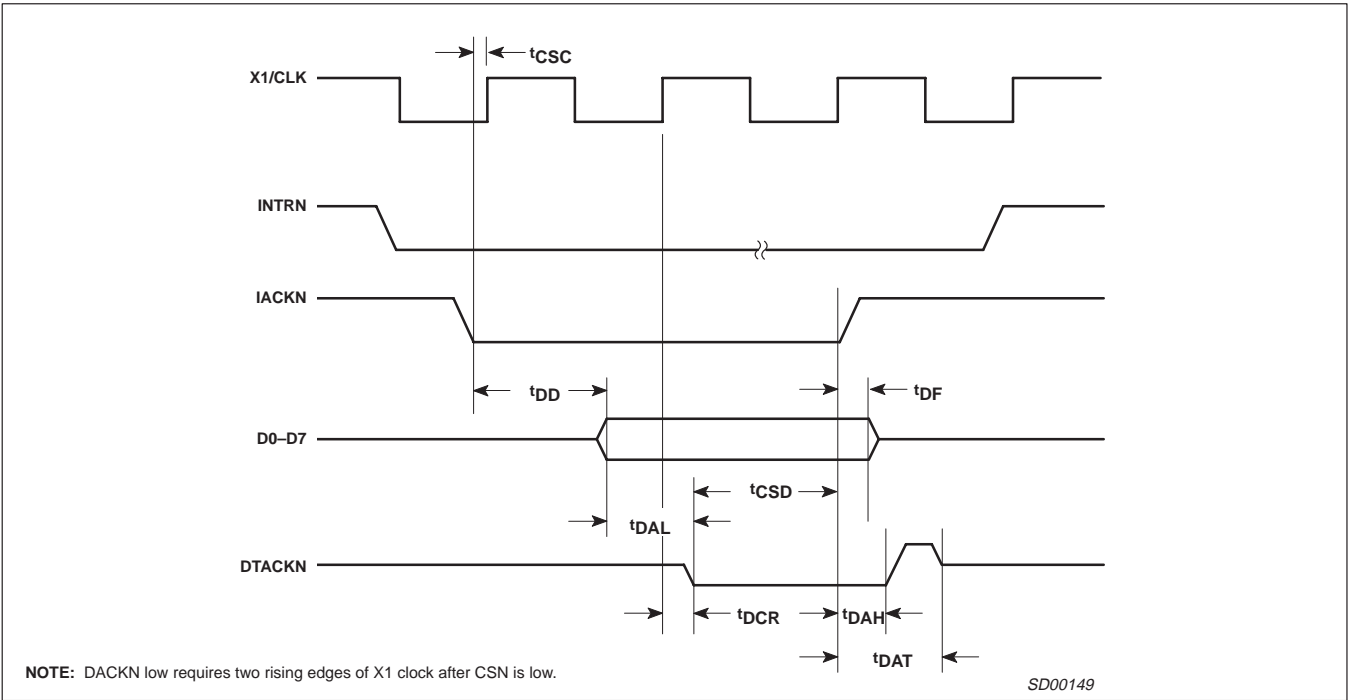 tCSC
X1/CLK
INTRN
IACKN
tDD
tDF
D0–D7
tCSD
tDAL
DTACKN
tDCR
tDAH
tDAT
NOTE: DACKN low requires two rising edges of X1 clock after CSN is low.
SD00149